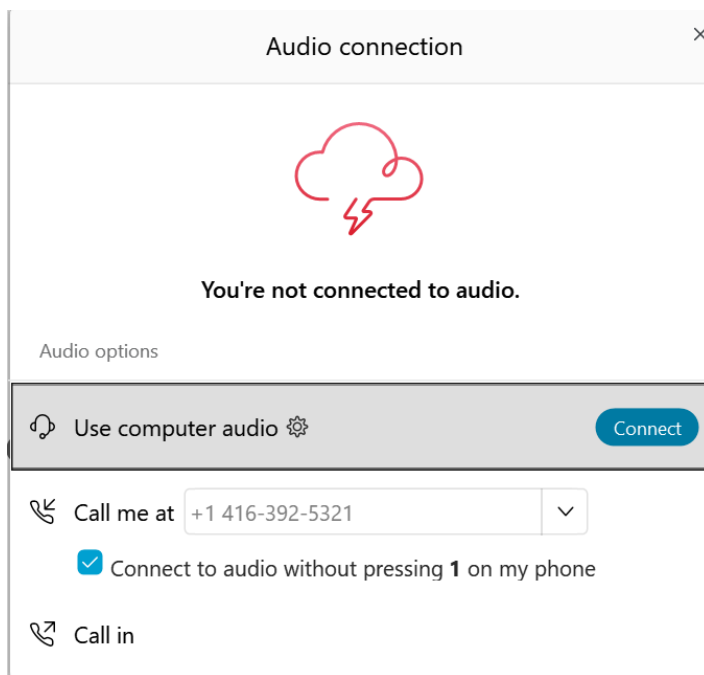 Audio connection
You're not connected to audio.
Audio options
Use computer audio
Connect
Call me at
+1 416-392-5321
Connect to audio without pressing 1 on my phone
Call in